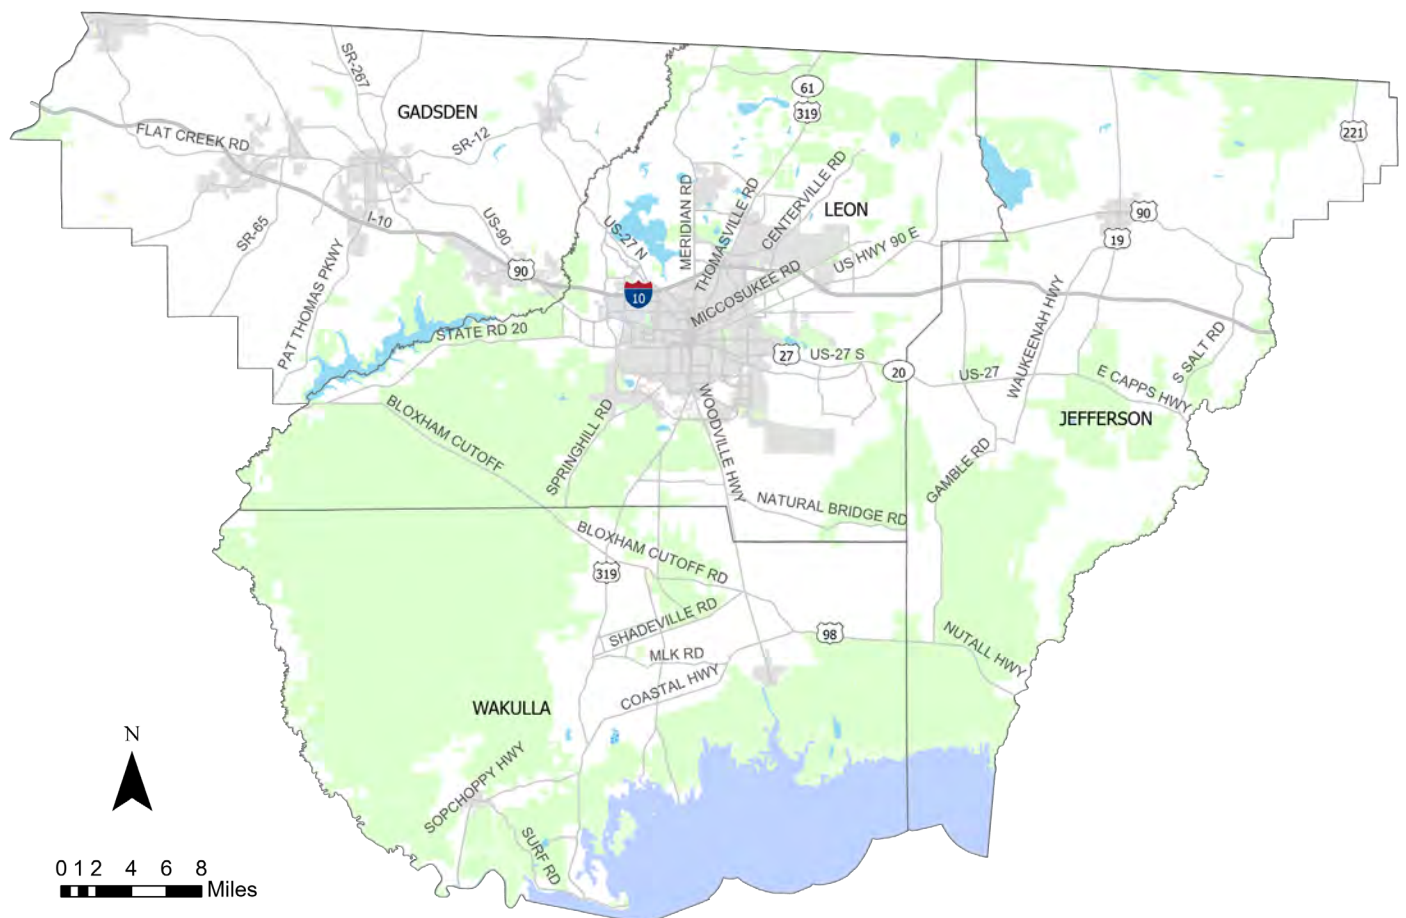 SR-267
61
319
GADSDEN
221
FLAT CREEK RD
SR-12
CENTERVILLE RD
MERIDIAN RD
THOMASVILLE RD
LEON
90
I-10
US-90
SR-65
US-27 N
19
US HWY 90 E
PAT THOMAS PKWY
90
MICCOSUKEE RD
10
WAUKEENAH HWY
STATE RD 20
27
US-27 S
20
US-27
S SALT RD
E CAPPS HWY
BLOXHAM CUTOFF
WOODVILLE HWY
JEFFERSON
SPRINGHILL RD
GAMBLE RD
NATURAL BRIDGE RD
BLOXHAM CUTOFF RD
319
SHADEVILLE RD
98
NUTALL HWY
MLK RD
COASTAL HWY
WAKULLA
N
SOPCHOPPY HWY
SURF RD
0 1 2 4 6 8
Miles